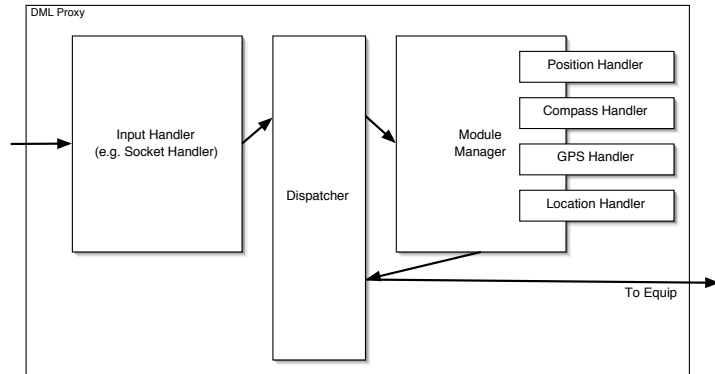 DML Proxy
Input Handler
(e.g. Socket Handler)
Dispatcher
Module
Manager
Position Handler
Compass Handler
GPS Handler
Location Handler
To Equip